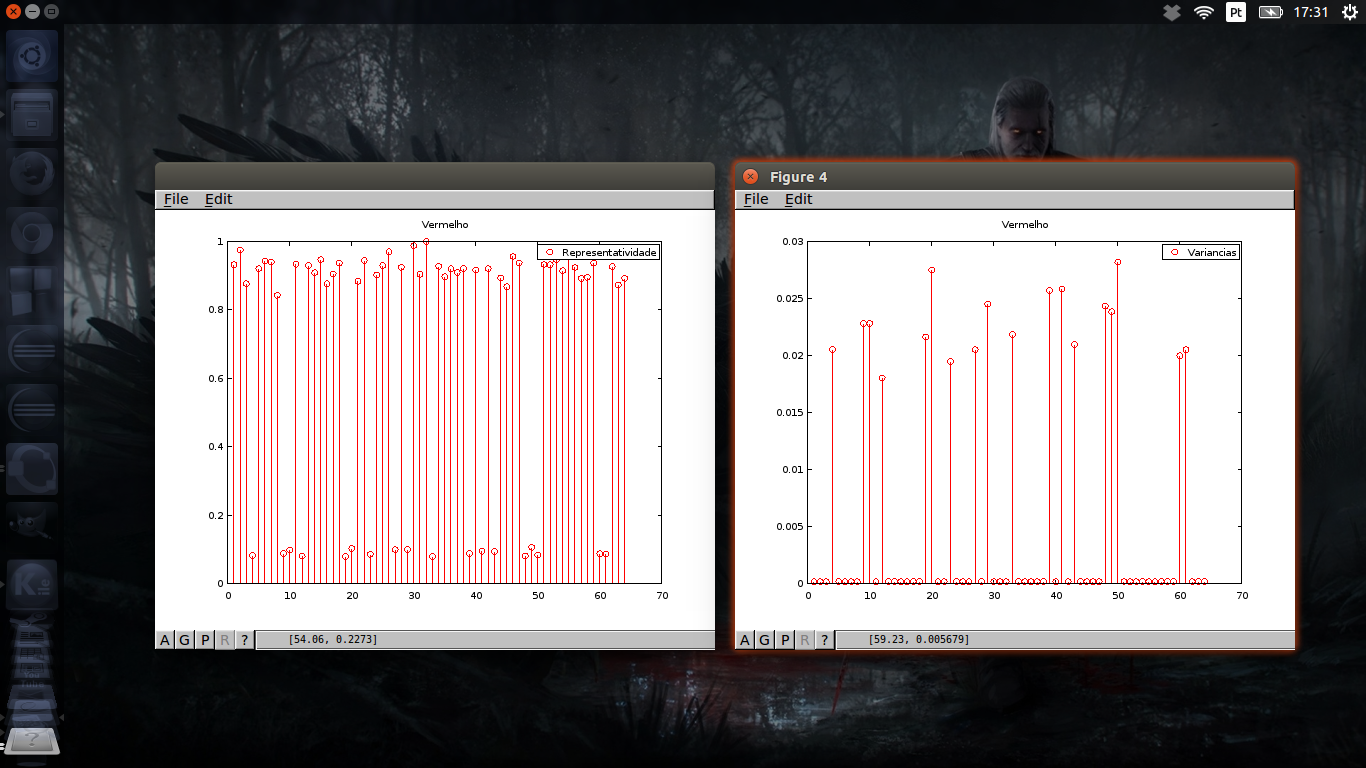 Pt 17:31
File Edit
Vermelho
Representatividade
1
0.8
0.6
0.4
0.2
0
0 10 20 30 40 50 60 70
A G P R ? [54.06, 0.2273]
Figure 4
File Edit
Vermelho
Variancias
0.03
0.025
0.02
0.015
0.01
0.005
0
0 10 20 30 40 50 60 70
A G P R ? [59.23, 0.005679]